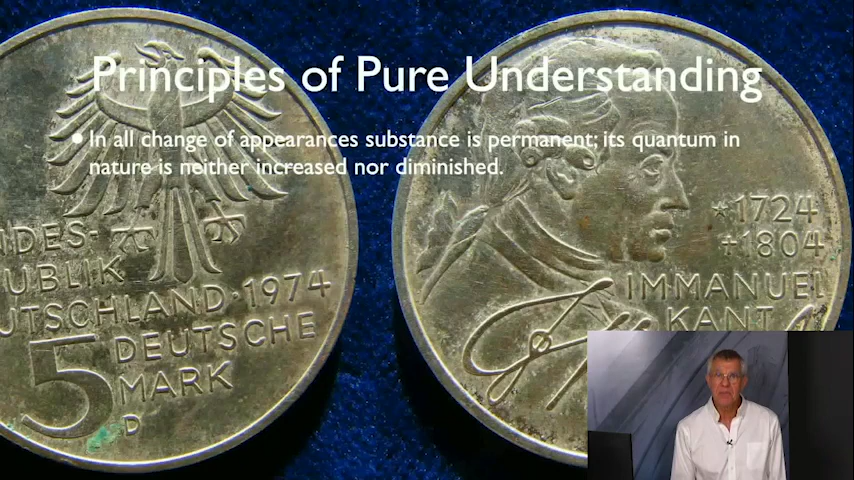 Principles of Pure Understanding
• In all change of appearances substance is permanent; its quantum in
nature is neither increased nor diminished.
NDES-
UBLIK
UTSCHLAND·1974
5 DEUTSCHE
MARK
D
*1724
+1804
IMMANUEL
KANT